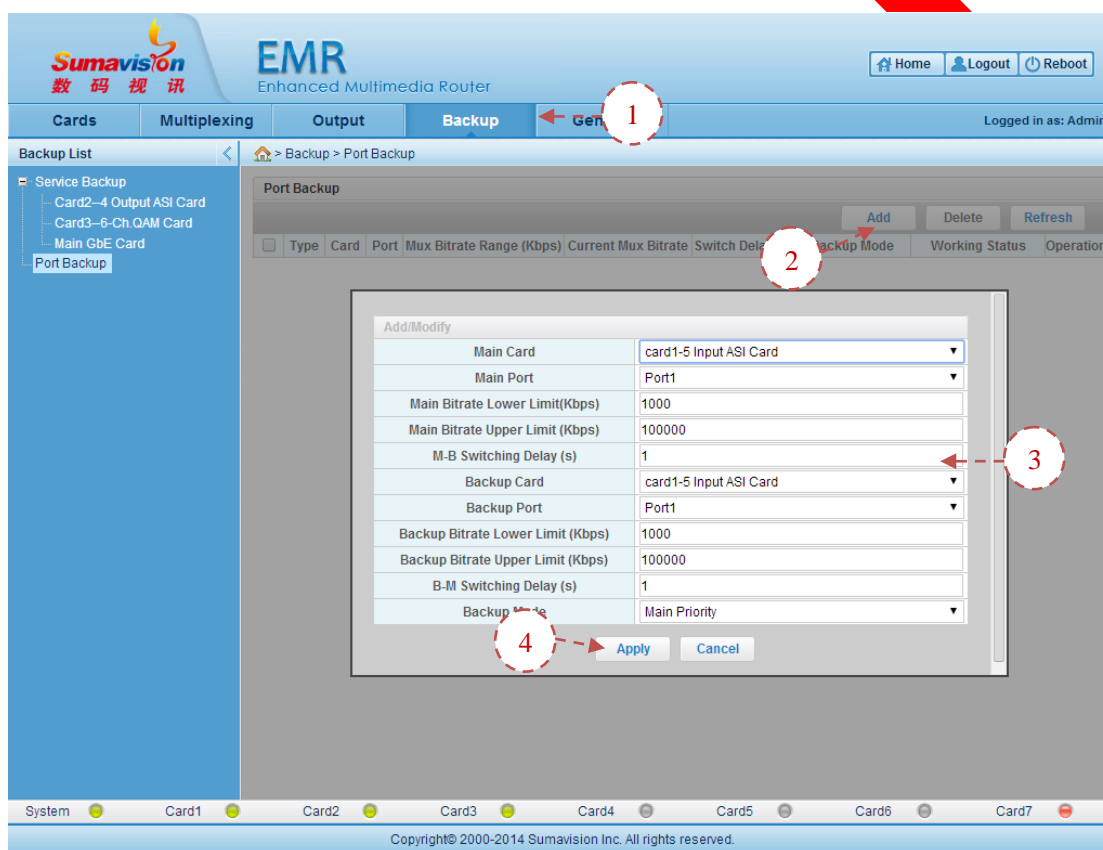 Sumavision
数码视讯
EMR
Enhanced Multimedia Router
Home
Logout
Reboot
Cards
Multiplexing
Output
Backup
1
Logged in as: Admin
Backup List
> Backup > Port Backup
Service Backup
Card2--4 Output ASI Card
Card3--6-Ch.QAM Card
Main GbE Card
Port Backup
Port Backup
Add
Delete
Refresh
Type
Card
Port
Mux Bitrate Range (Kbps)
Current Mux Bitrate
Switch
2
Mode
Working Status
Operation
Add/Modify
Main Card
card1-5 Input ASI Card
Main Port
Port1
Main Bitrate Lower Limit(Kbps)
1000
Main Bitrate Upper Limit (Kbps)
100000
M-B Switching Delay (s)
1
3
Backup Card
card1-5 Input ASI Card
Backup Port
Port1
Backup Bitrate Lower Limit (Kbps)
1000
Backup Bitrate Upper Limit (Kbps)
100000
B-M Switching Delay (s)
1
Backup Mode
Main Priority
4
Apply
Cancel
System
Card1
Card2
Card3
Card4
Card5
Card6
Card7
Copyright© 2000-2014 Sumavision Inc. All rights reserved.